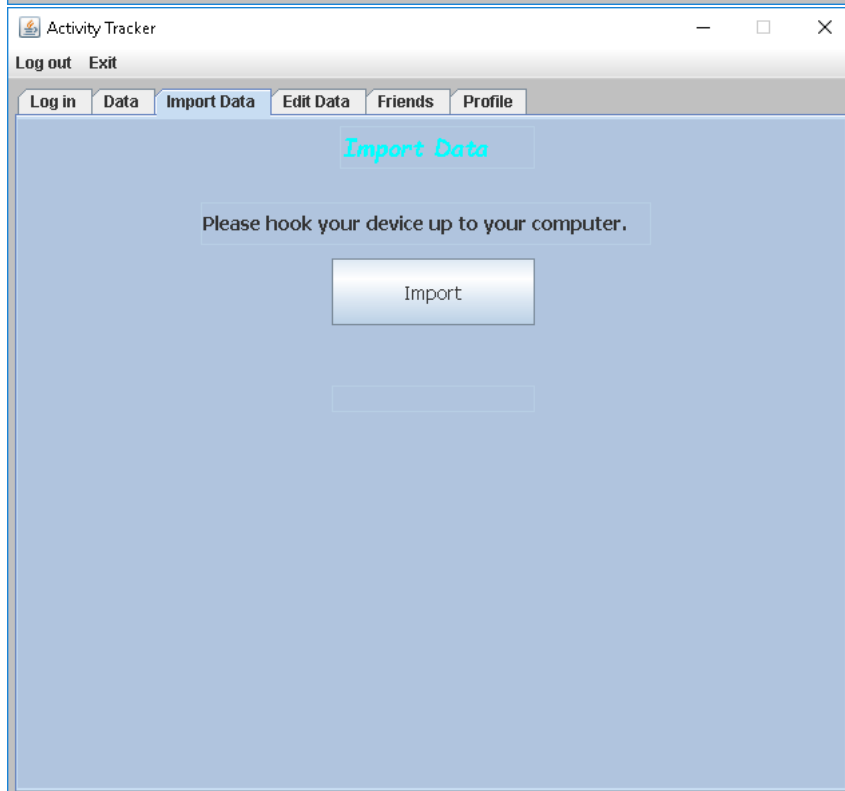 Activity Tracker
Log out Exit
Log in Data Import Data Edit Data Friends Profile
Import Data
Please hook your device up to your computer.
Import